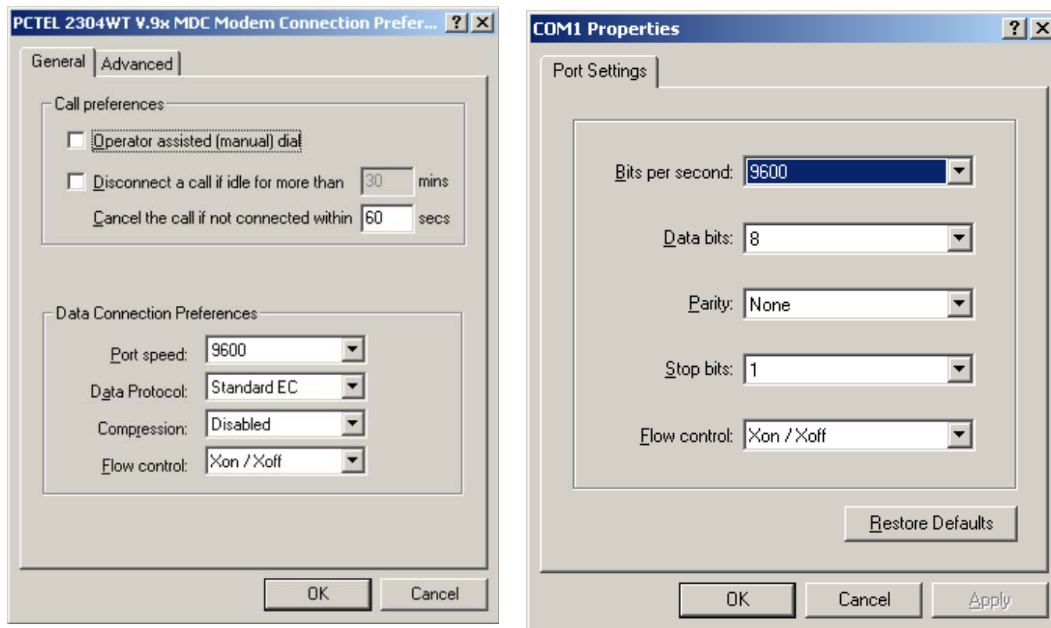 PCTEL 2304WT V.9x MDC Modem Connection Prefer...
General
Advanced
Call preferences
Operator assisted (manual) dial
Disconnect a call if idle for more than 30 mins
Cancel the call if not connected within 60 secs
Data Connection Preferences
Port speed: 9600
Data Protocol: Standard EC
Compression: Disabled
Flow control: Xon / Xoff
OK
Cancel
COM1 Properties
Port Settings
Bits per second: 9600
Data bits: 8
Parity: None
Stop bits: 1
Flow control: Xon / Xoff
Restore Defaults
OK
Cancel
Apply